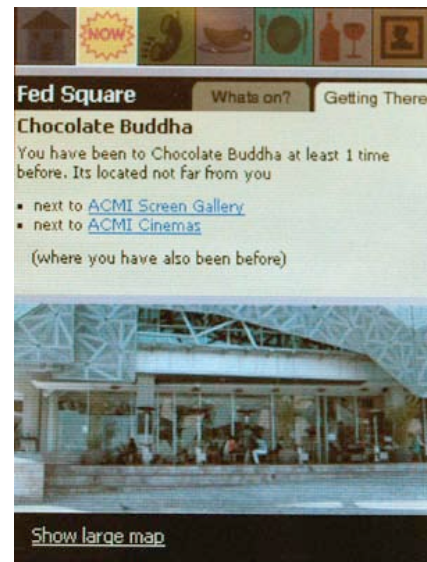 NOW
Fed Square
Whats on?
Getting There
Chocolate Buddha
You have been to Chocolate Buddha at least 1 time
before. Its located not far from you
▪ next to ACMI Screen Gallery
▪ next to ACMI Cinemas
(where you have also been before)
Show large map